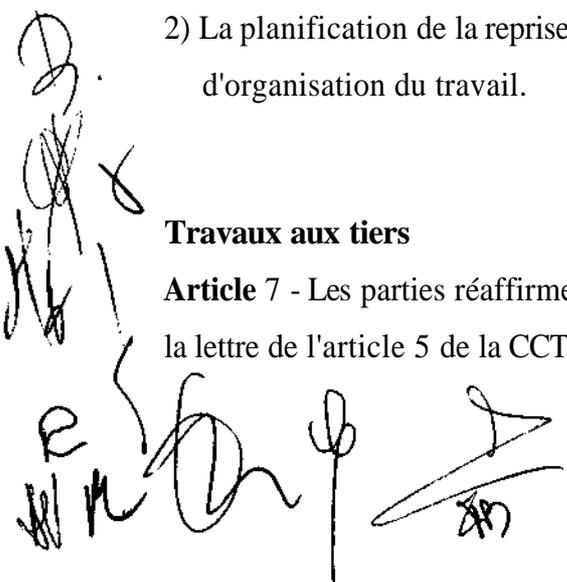 2) La planification de la reprise
d'organisation du travail.
Travaux aux tiers
Article 7 - Les parties réaffirme
la lettre de l'article 5 de la CCT